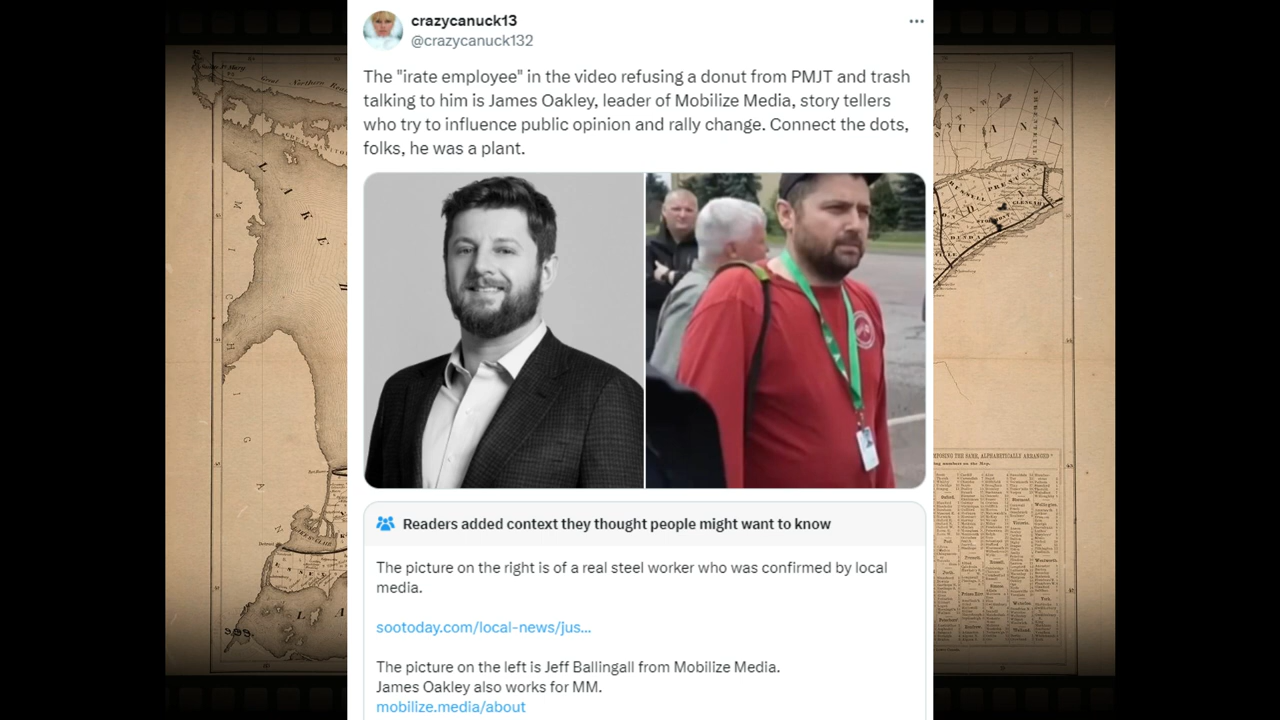 crazycanuck13
@crazycanuck132
The "irate employee" in the video refusing a donut from PMJT and trash
talking to him is James Oakley, leader of Mobilize Media, story tellers
who try to influence public opinion and rally change. Connect the dots,
folks, he was a plant.
Readers added context they thought people might want to know
The picture on the right is of a real steel worker who was confirmed by local
media.
sootoday.com/local-news/jus...
The picture on the left is Jeff Ballingall from Mobilize Media.
James Oakley also works for MM.
mobilize.media/about